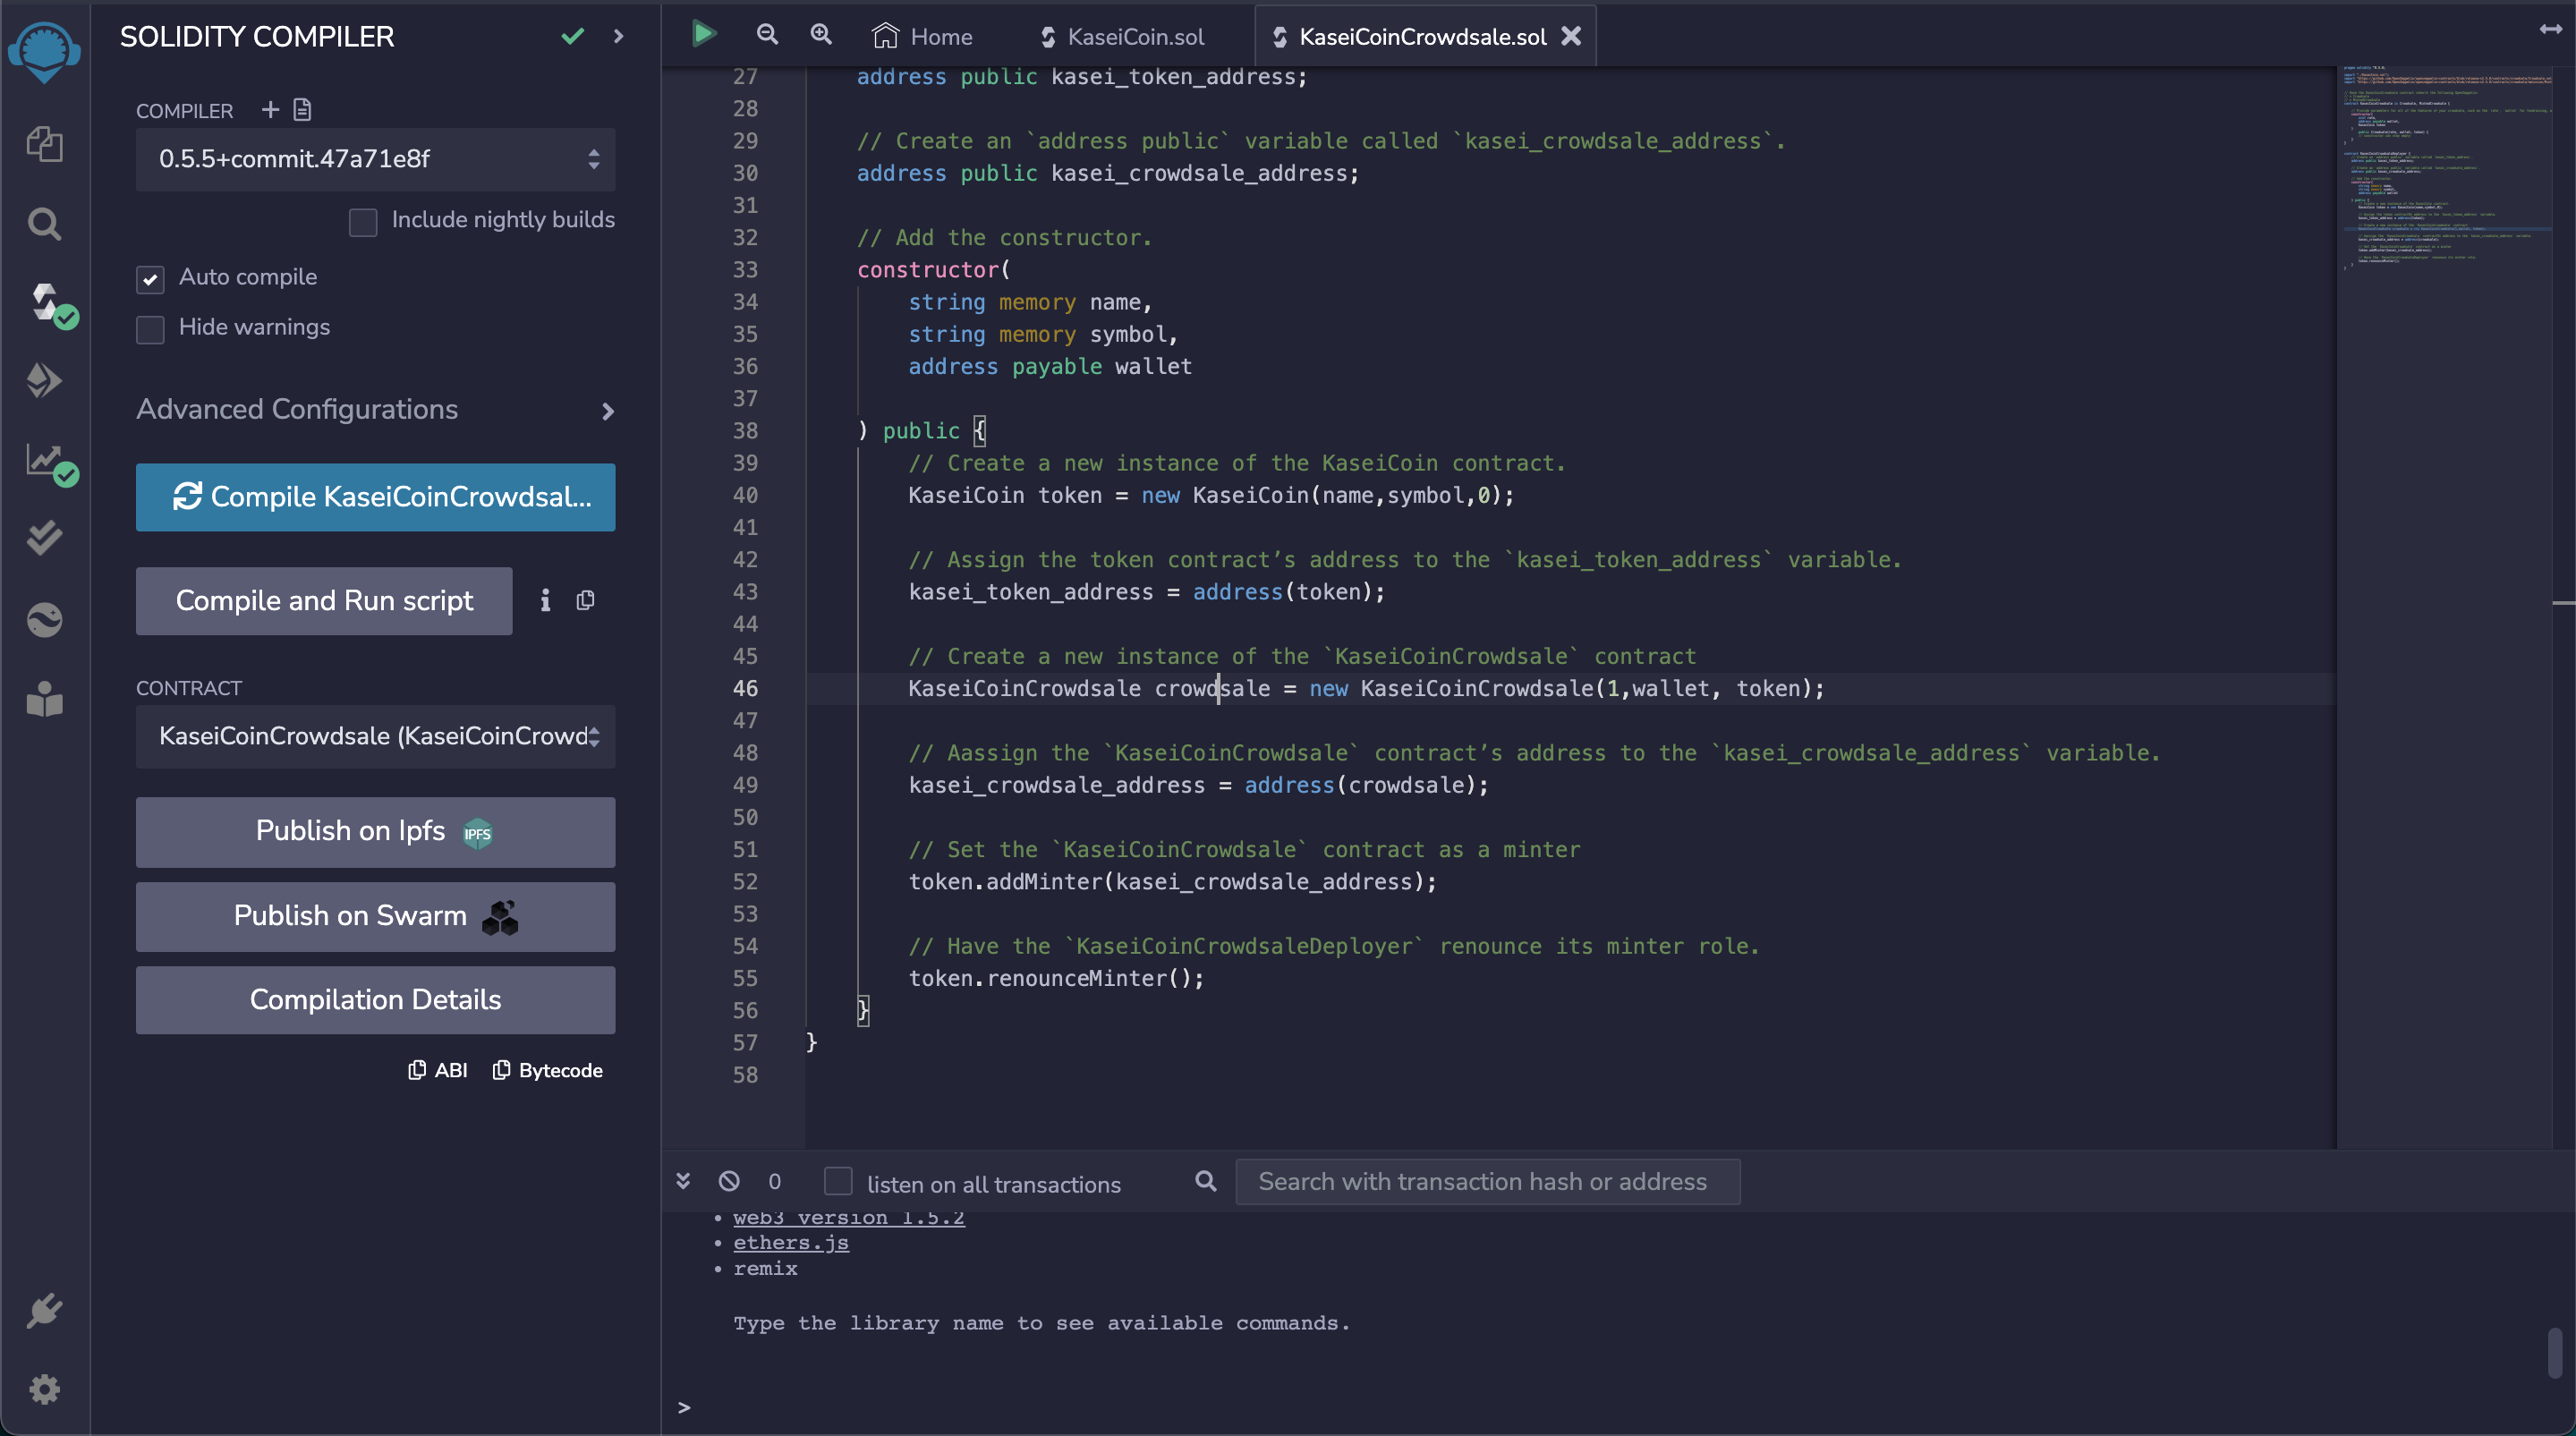 SOLIDITY COMPILER
COMPILER
0.5.5+commit.47a71e8f
Include nightly builds
Auto compile
Hide warnings
Advanced Configurations
Compile KaseiCoinCrowdsal...
Compile and Run script
CONTRACT
KaseiCoinCrowdsale (KaseiCoinCrowd
Publish on Ipfs
IPFS
Publish on Swarm
Compilation Details
ABI Bytecode
Home KaseiCoin.sol KaseiCoinCrowdsale.sol
27 address public kasei_token_address;
28
29 // Create an `address public` variable called `kasei_crowdsale_address`.
30 address public kasei_crowdsale_address;
31
32 // Add the constructor.
33 constructor(
34 string memory name,
35 string memory symbol,
36 address payable wallet
37
38 ) public {
39 // Create a new instance of the KaseiCoin contract.
40 KaseiCoin token = new KaseiCoin(name,symbol,0);
41
42 // Assign the token contract’s address to the `kasei_token_address` variable.
43 kasei_token_address = address(token);
44
45 // Create a new instance of the `KaseiCoinCrowdsale` contract
46 KaseiCoinCrowdsale crowdsale = new KaseiCoinCrowdsale(1,wallet, token);
47
48 // Aassign the `KaseiCoinCrowdsale` contract’s address to the `kasei_crowdsale_address` variable.
49 kasei_crowdsale_address = address(crowdsale);
50
51 // Set the `KaseiCoinCrowdsale` contract as a minter
52 token.addMinter(kasei_crowdsale_address);
53
54 // Have the `KaseiCoinCrowdsaleDeployer` renounce its minter role.
55 token.renounceMinter();
56 }
57 }
58
0 listen on all transactions Search with transaction hash or address
• web3 version 1.5.2
• ethers.js
• remix
Type the library name to see available commands.
>